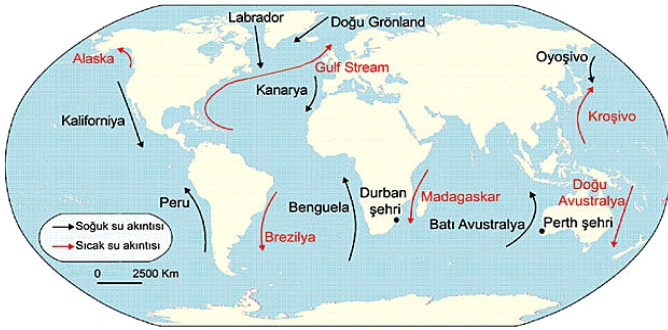 Labrador
Doğu Grönland
Alaska
Gulf Stream
Oyoşivo
Kanarya
Kaliforniya
Kroşivo
Peru
Benguela
Durban
şehri
Madagaskar
Doğu
Avustralya
Batı Avustralya
Perth şehri
Brezilya
Soğuk su akıntısı
Sıcak su akıntısı
0 2500 Km